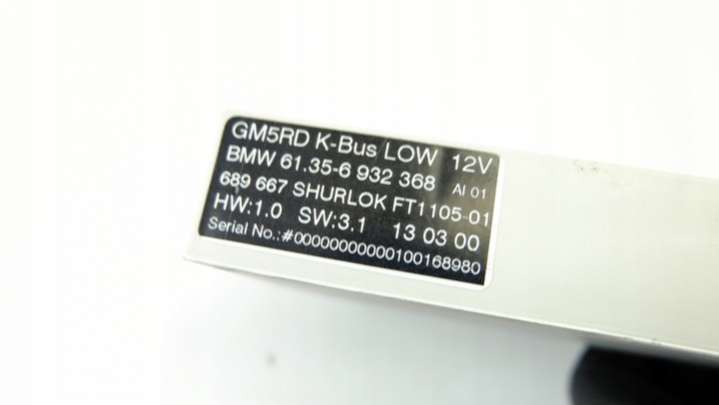 GM5RD K-Bus LOW 12V
BMW 61.35-6 932 368 AI 01
689 667 SHURLOK FT1105-01
HW:1.0 SW:3.1 13 03 00
Serial No.:#00000000000100168980